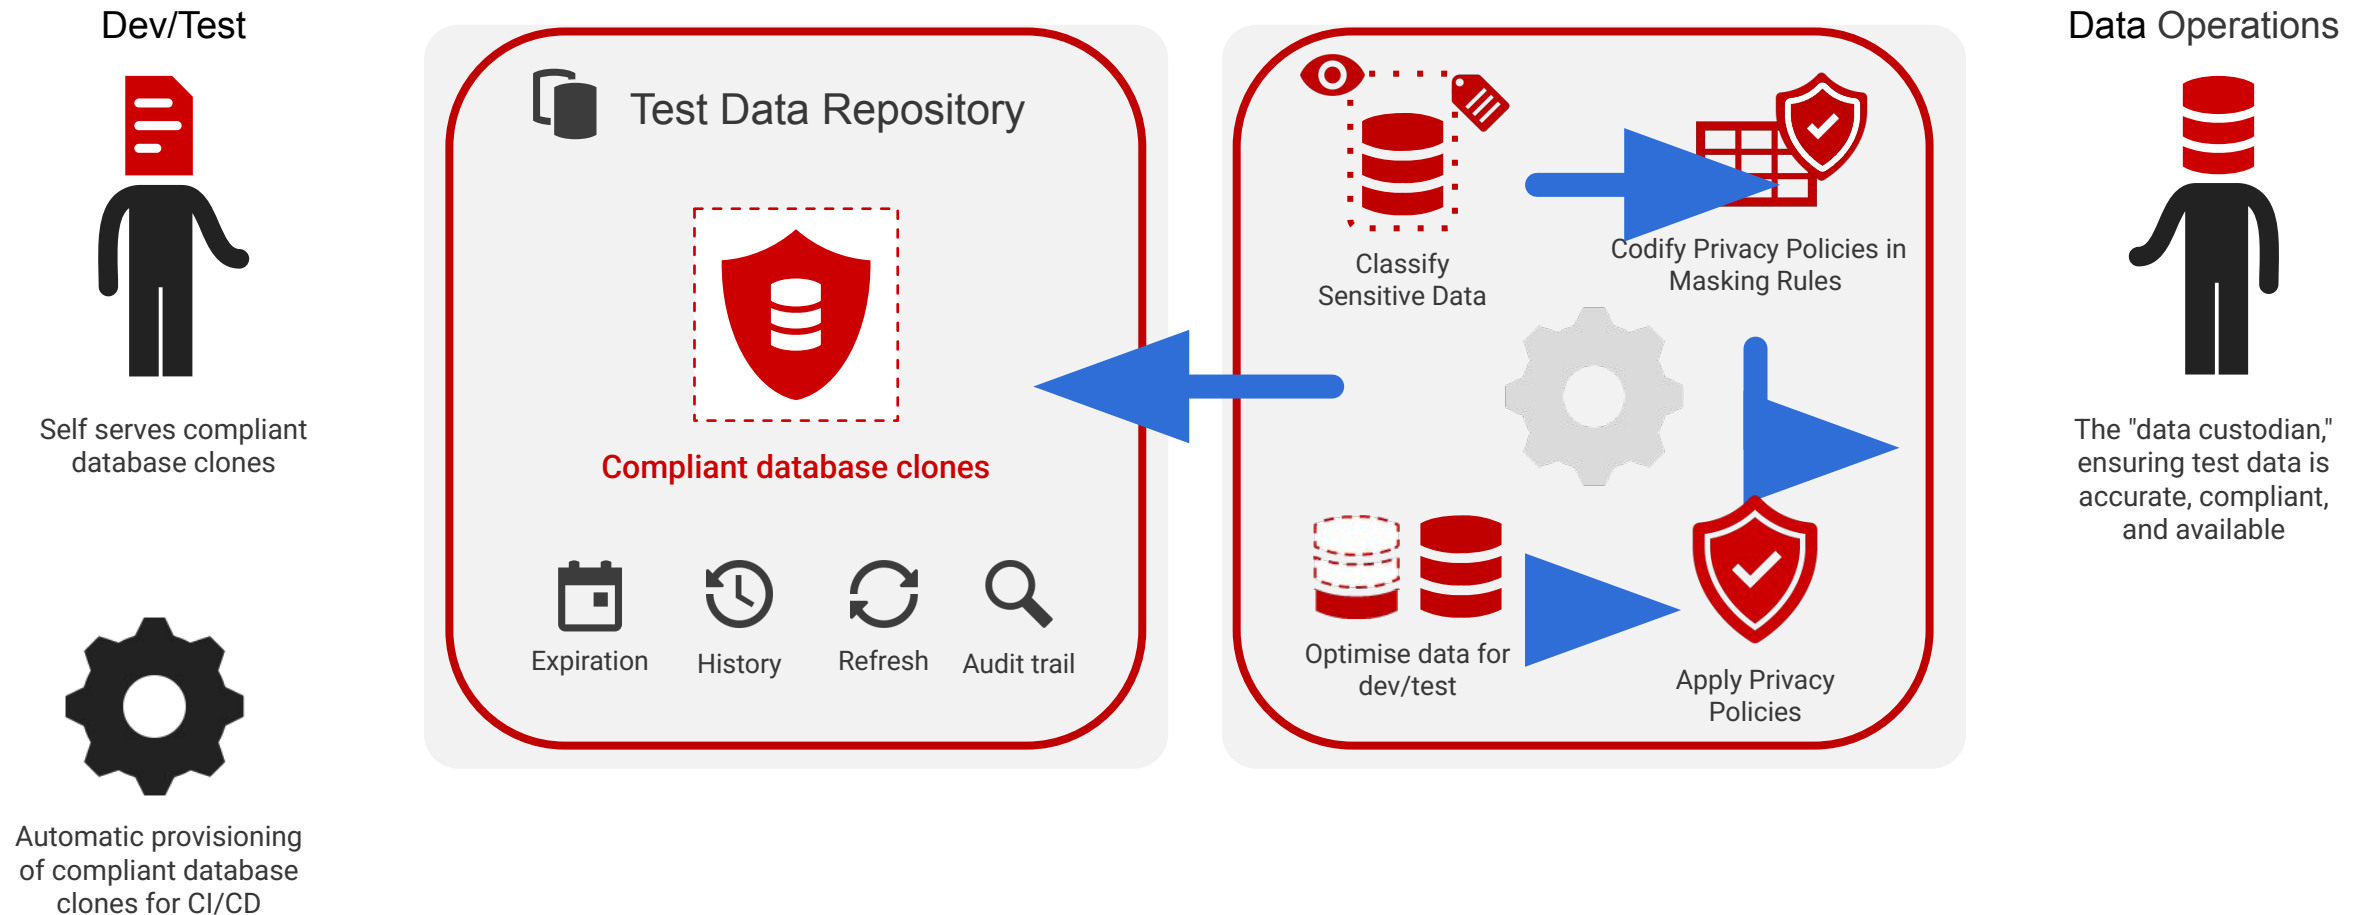 Dev/Test
Self serves compliant
database clones
Automatic provisioning
of compliant database
clones for CI/CD
Test Data Repository
Compliant database clones
Expiration
History
Refresh
Audit trail
Classify
Sensitive Data
Codify Privacy Policies in
Masking Rules
Optimise data for
dev/test
Apply Privacy
Policies
Data Operations
The "data custodian,"
ensuring test data is
accurate, compliant,
and available